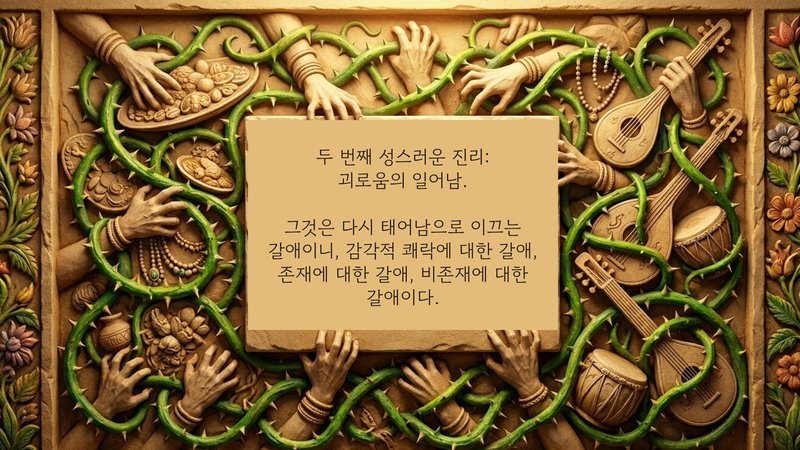 두 번째 성스러운 진리:
괴로움의 일어남.
그것은 다시 태어남으로 이끄는
갈애이니, 감각적 쾌락에 대한 갈애,
존재에 대한 갈애, 비존재에 대한
갈애이다.